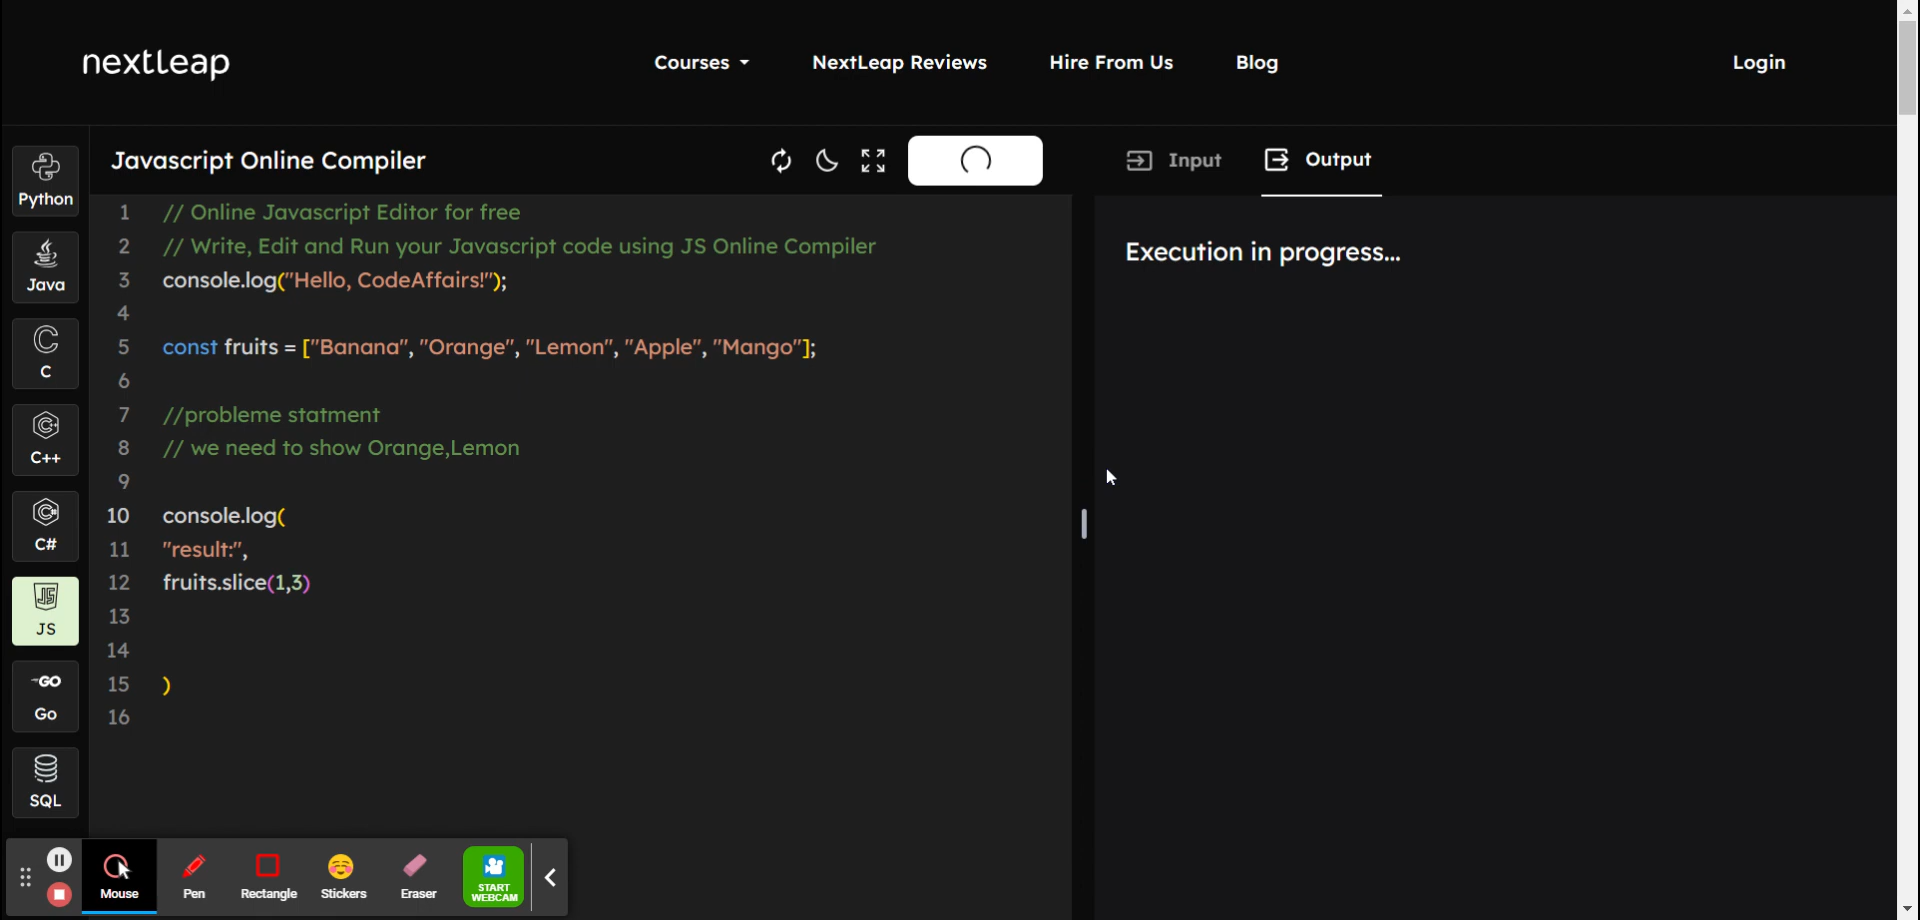 nextleap
Courses
NextLeap Reviews
Hire From Us
Blog
Login
Python
Java
C
C++
C#
JS
Go
SQL
Javascript Online Compiler
Input
Output
1 // Online Javascript Editor for free
2 // Write, Edit and Run your Javascript code using JS Online Compiler
3 console.log("Hello, CodeAffairs!");
4
5 const fruits = ["Banana", "Orange", "Lemon", "Apple", "Mango"];
6
7 //probleme statment
8 // we need to show Orange,Lemon
9
10 console.log(
11 "result:",
12 fruits.slice(1,3)
13
14
15 )
16
Execution in progress...
Mouse
Pen
Rectangle
Stickers
Eraser
START
WEBCAM